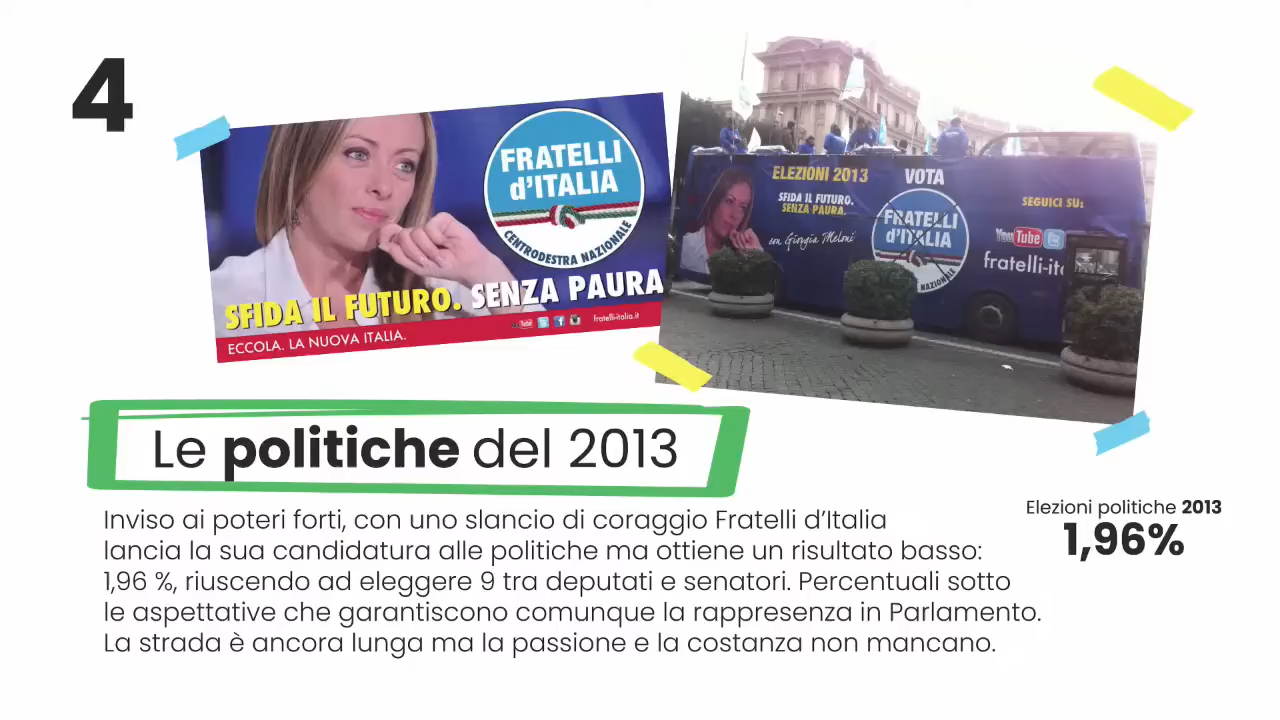 4
FRATELLI
d'ITALIA
CENTRODESTRA NAZIONALE
SFIDA IL FUTURO. SENZA PAURA
ECCOLA. LA NUOVA ITALIA.
YouTube
fratelli-italia.it
ELEZIONI 2013
VOTA
SFIDA IL FUTURO.
SENZA PAURA.
con Giorgia Meloni
FRATELLI
d'ITALIA
NAZIONALE
SEGUICI SU:
YouTube
fratelli-ita
Le politiche del 2013
Inviso ai poteri forti, con uno slancio di coraggio Fratelli d’Italia
lancia la sua candidatura alle politiche ma ottiene un risultato basso:
1,96 %, riuscendo ad eleggere 9 tra deputati e senatori. Percentuali sotto
le aspettative che garantiscono comunque la rappresenza in Parlamento.
La strada è ancora lunga ma la passione e la costanza non mancano.
Elezioni politiche 2013
1,96%